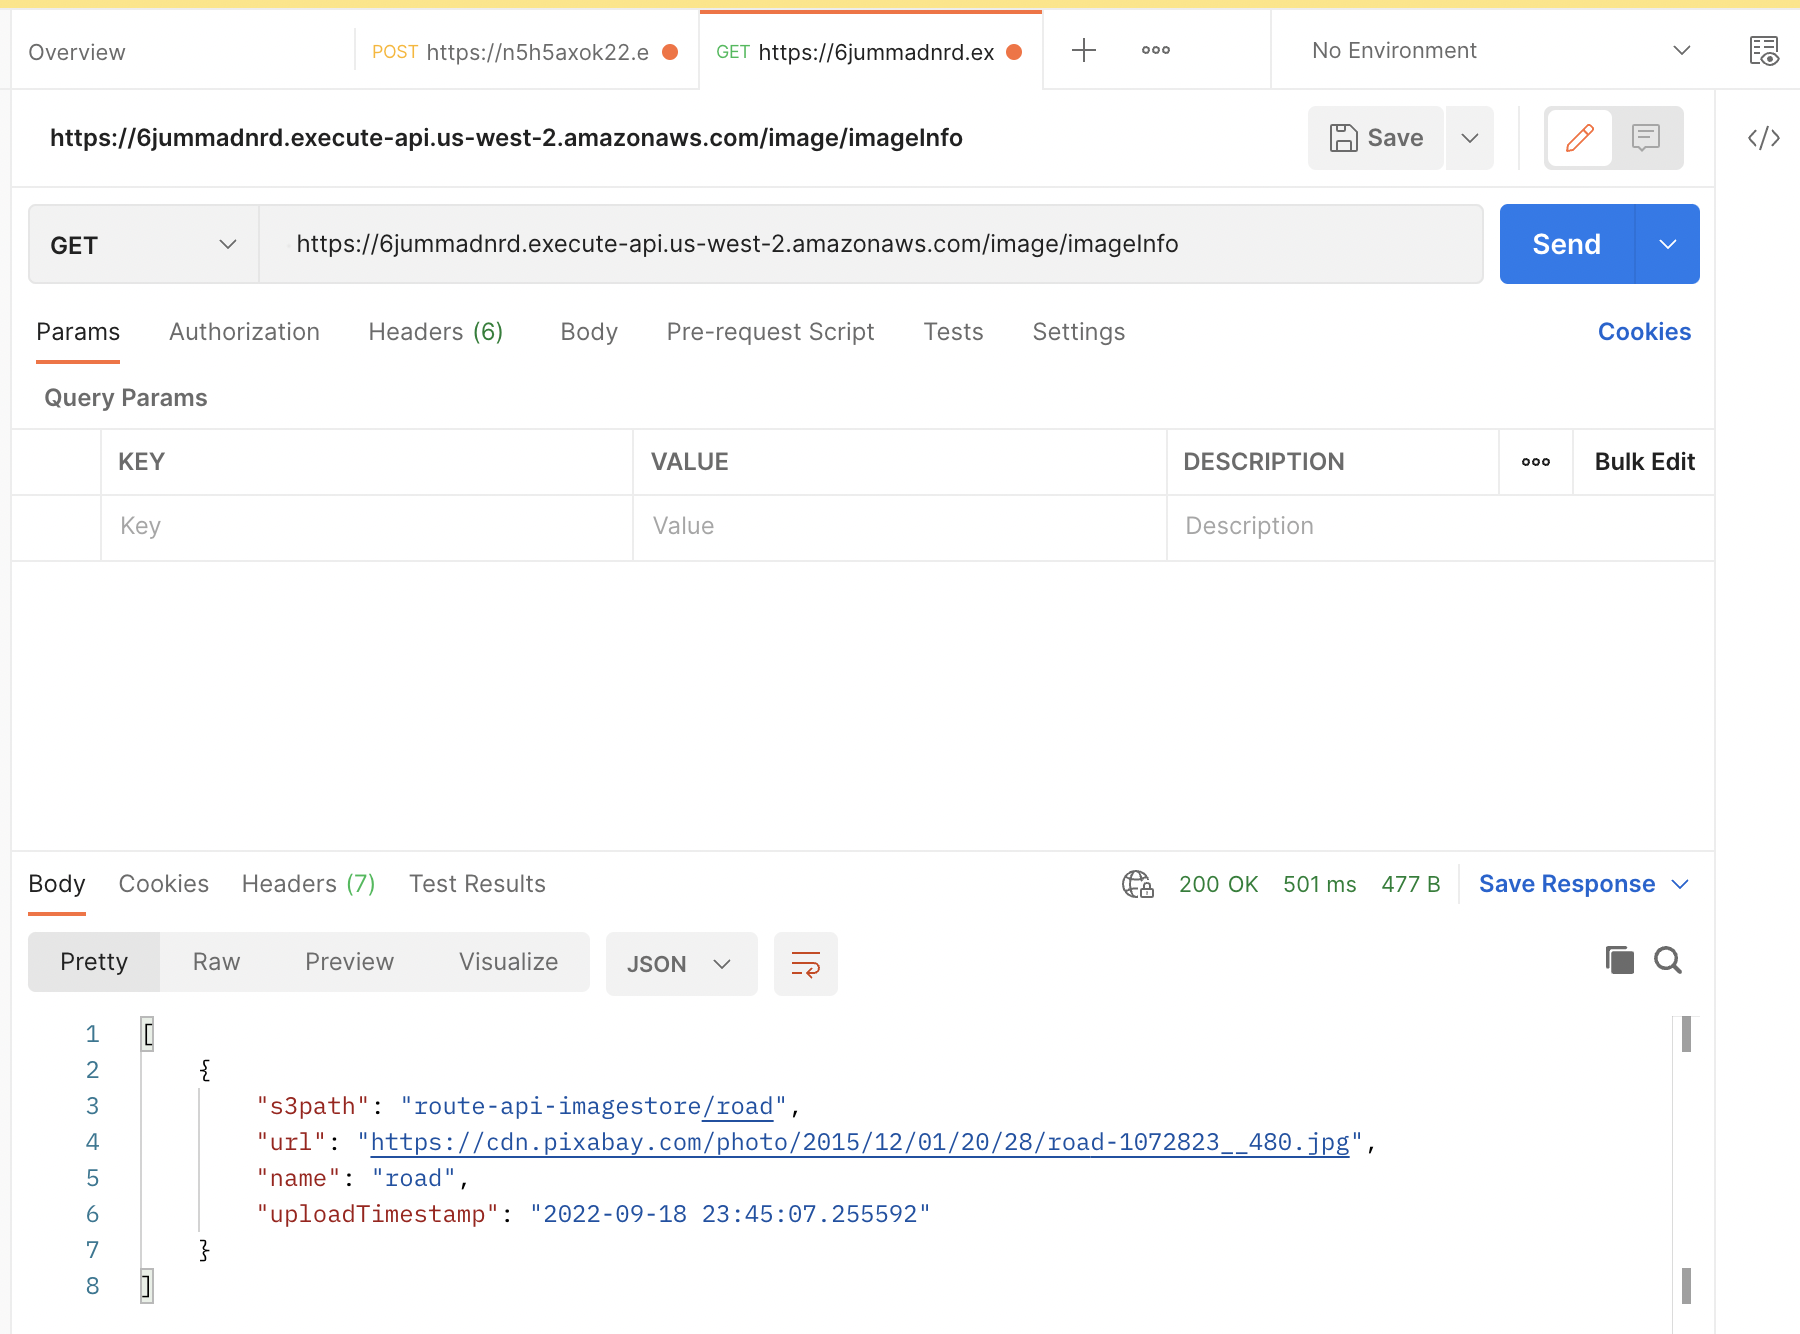 Overview POST https://n5h5axok22.e GET https://6jummadnrd.ex No Environment
https://6jummadnrd.execute-api.us-west-2.amazonaws.com/image/imageInfo Save
GET https://6jummadnrd.execute-api.us-west-2.amazonaws.com/image/imageInfo Send
Params Authorization Headers (6) Body Pre-request Script Tests Settings Cookies
Query Params
KEY VALUE DESCRIPTION Bulk Edit
Key Value Description
Body Cookies Headers (7) Test Results 200 OK 501 ms 477 B Save Response
Pretty Raw Preview Visualize JSON
1 [
2 {
3 "s3path": "route-api-imagestore/road",
4 "url": "https://cdn.pixabay.com/photo/2015/12/01/20/28/road-1072823__480.jpg",
5 "name": "road",
6 "uploadTimestamp": "2022-09-18 23:45:07.255592"
7 }
8 ]